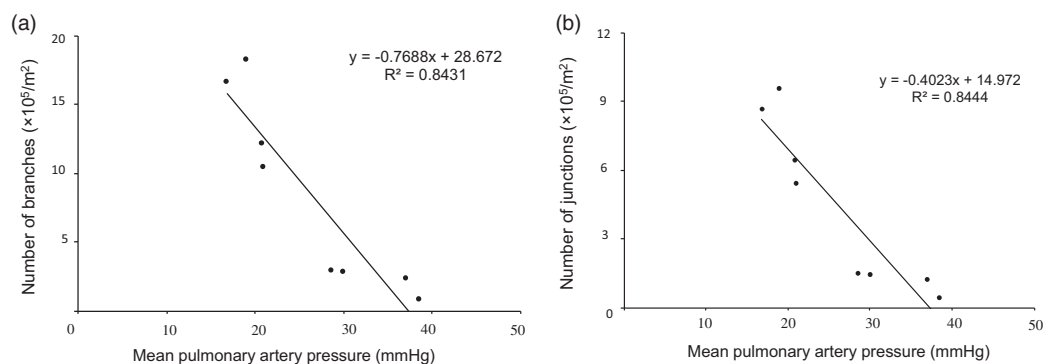 (a)
20
15
10
5
0
10
20
30
40
50
Number of branches (×10⁵/m²)
y = -0.7688x + 28.672
R² = 0.8431
Mean pulmonary artery pressure (mmHg)
(b)
12
9
6
3
0
10
20
30
40
50
Number of junctions (×10⁵/m²)
y = -0.4023x + 14.972
R² = 0.8444
Mean pulmonary artery pressure (mmHg)